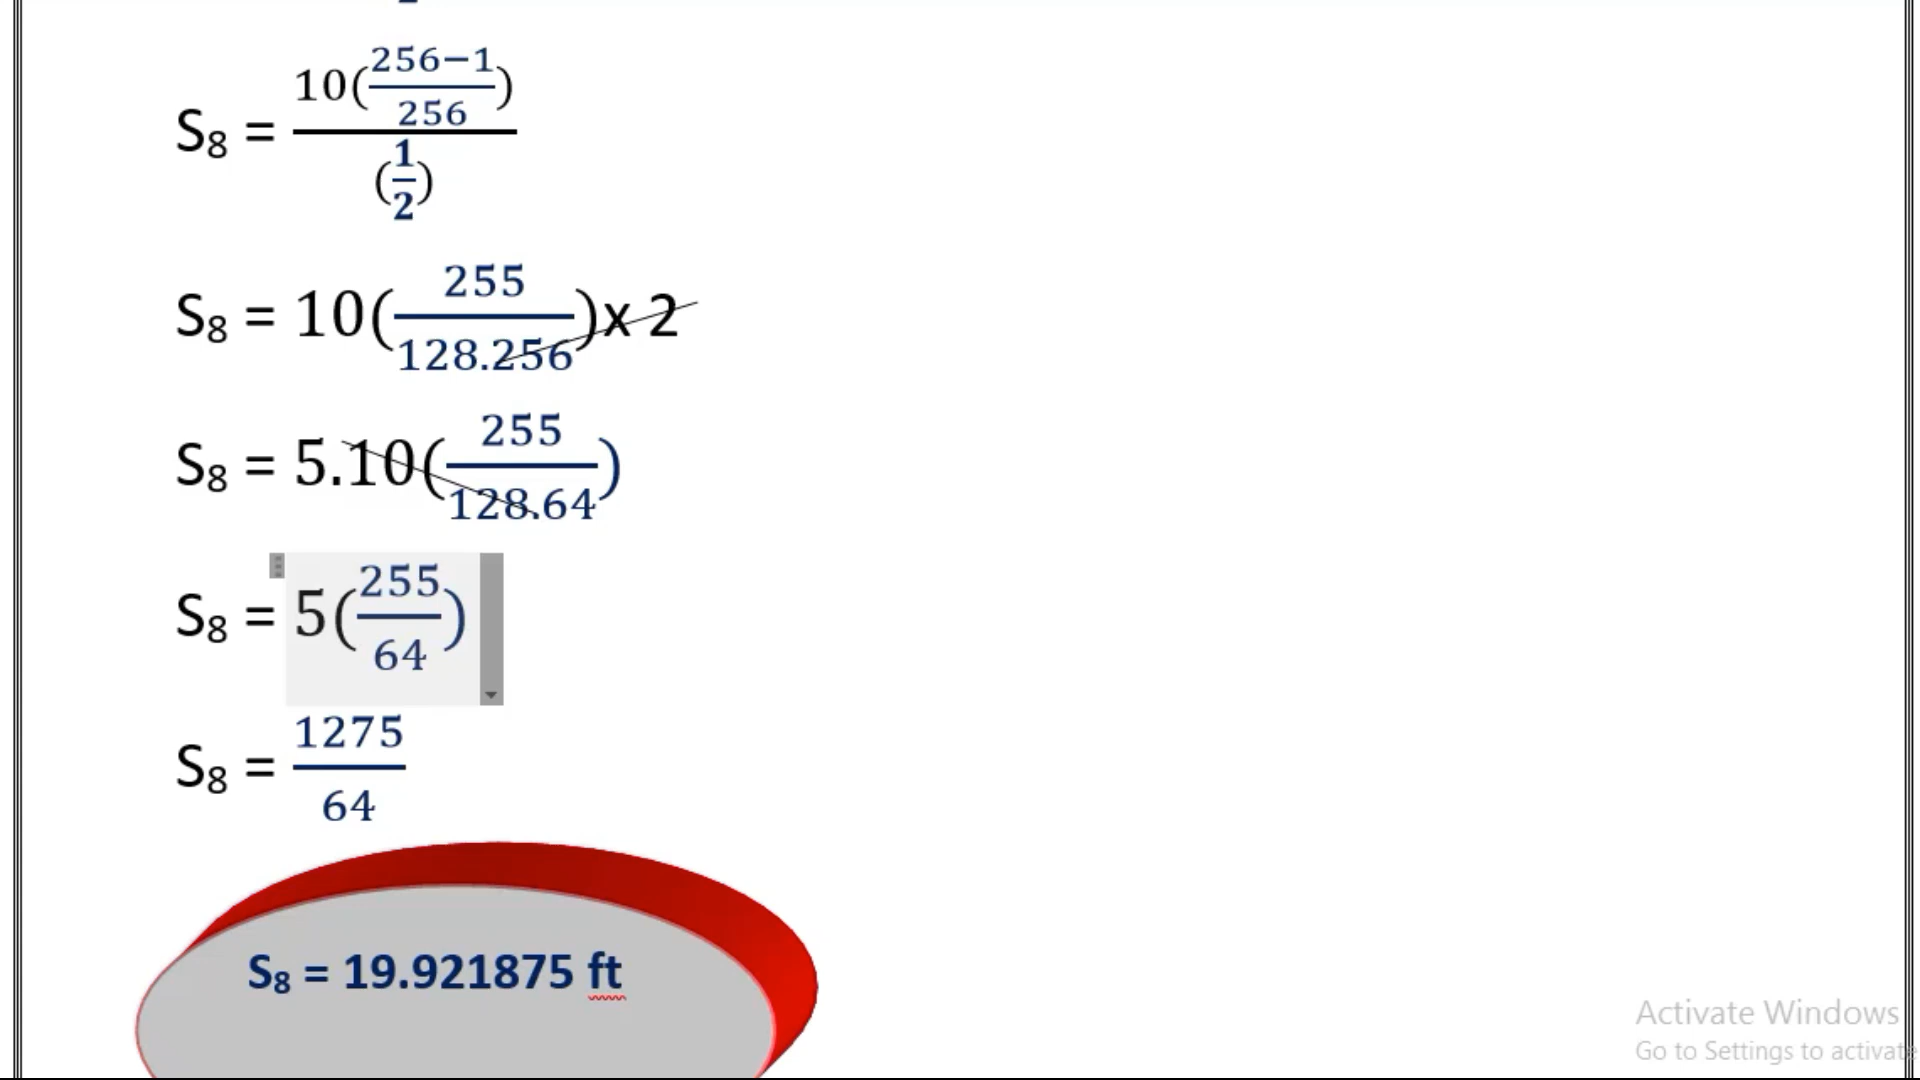 S₈ = 10(256−1/256)/(1/2)
S₈ = 10(255/128.256)x 2
S₈ = 5.10(255/128.64)
S₈ = 5(255/64)
S₈ = 1275/64
S₈ = 19.921875 ft
Activate Windows
Go to Settings to activate